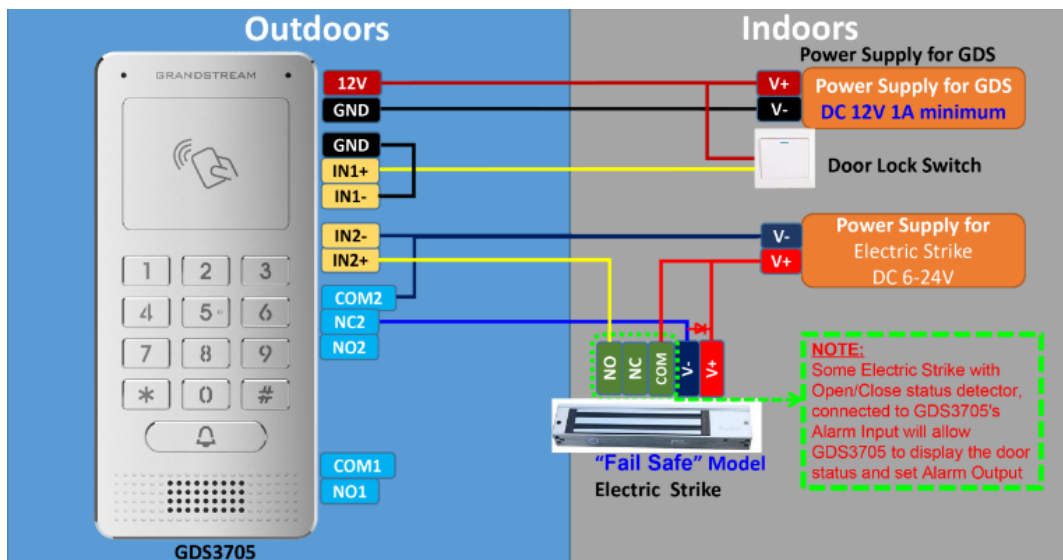 Outdoors
Indoors
GRANDSTREAM
12V
GND
GND
IN1+
IN1-
IN2-
IN2+
COM2
NC2
NO2
COM1
NO1
1 2 3
4 5 6
7 8 9
* 0 #
GDS3705
Power Supply for GDS
V+
V-
Power Supply for GDS
DC 12V 1A minimum
Door Lock Switch
V-
V+
Power Supply for
Electric Strike
DC 6-24V
NO
NC
COM
V-
V+
"Fail Safe" Model
Electric Strike
NOTE:
Some Electric Strike with
Open/Close status detector,
connected to GDS3705's
Alarm Input will allow
GDS3705 to display the door
status and set Alarm Output